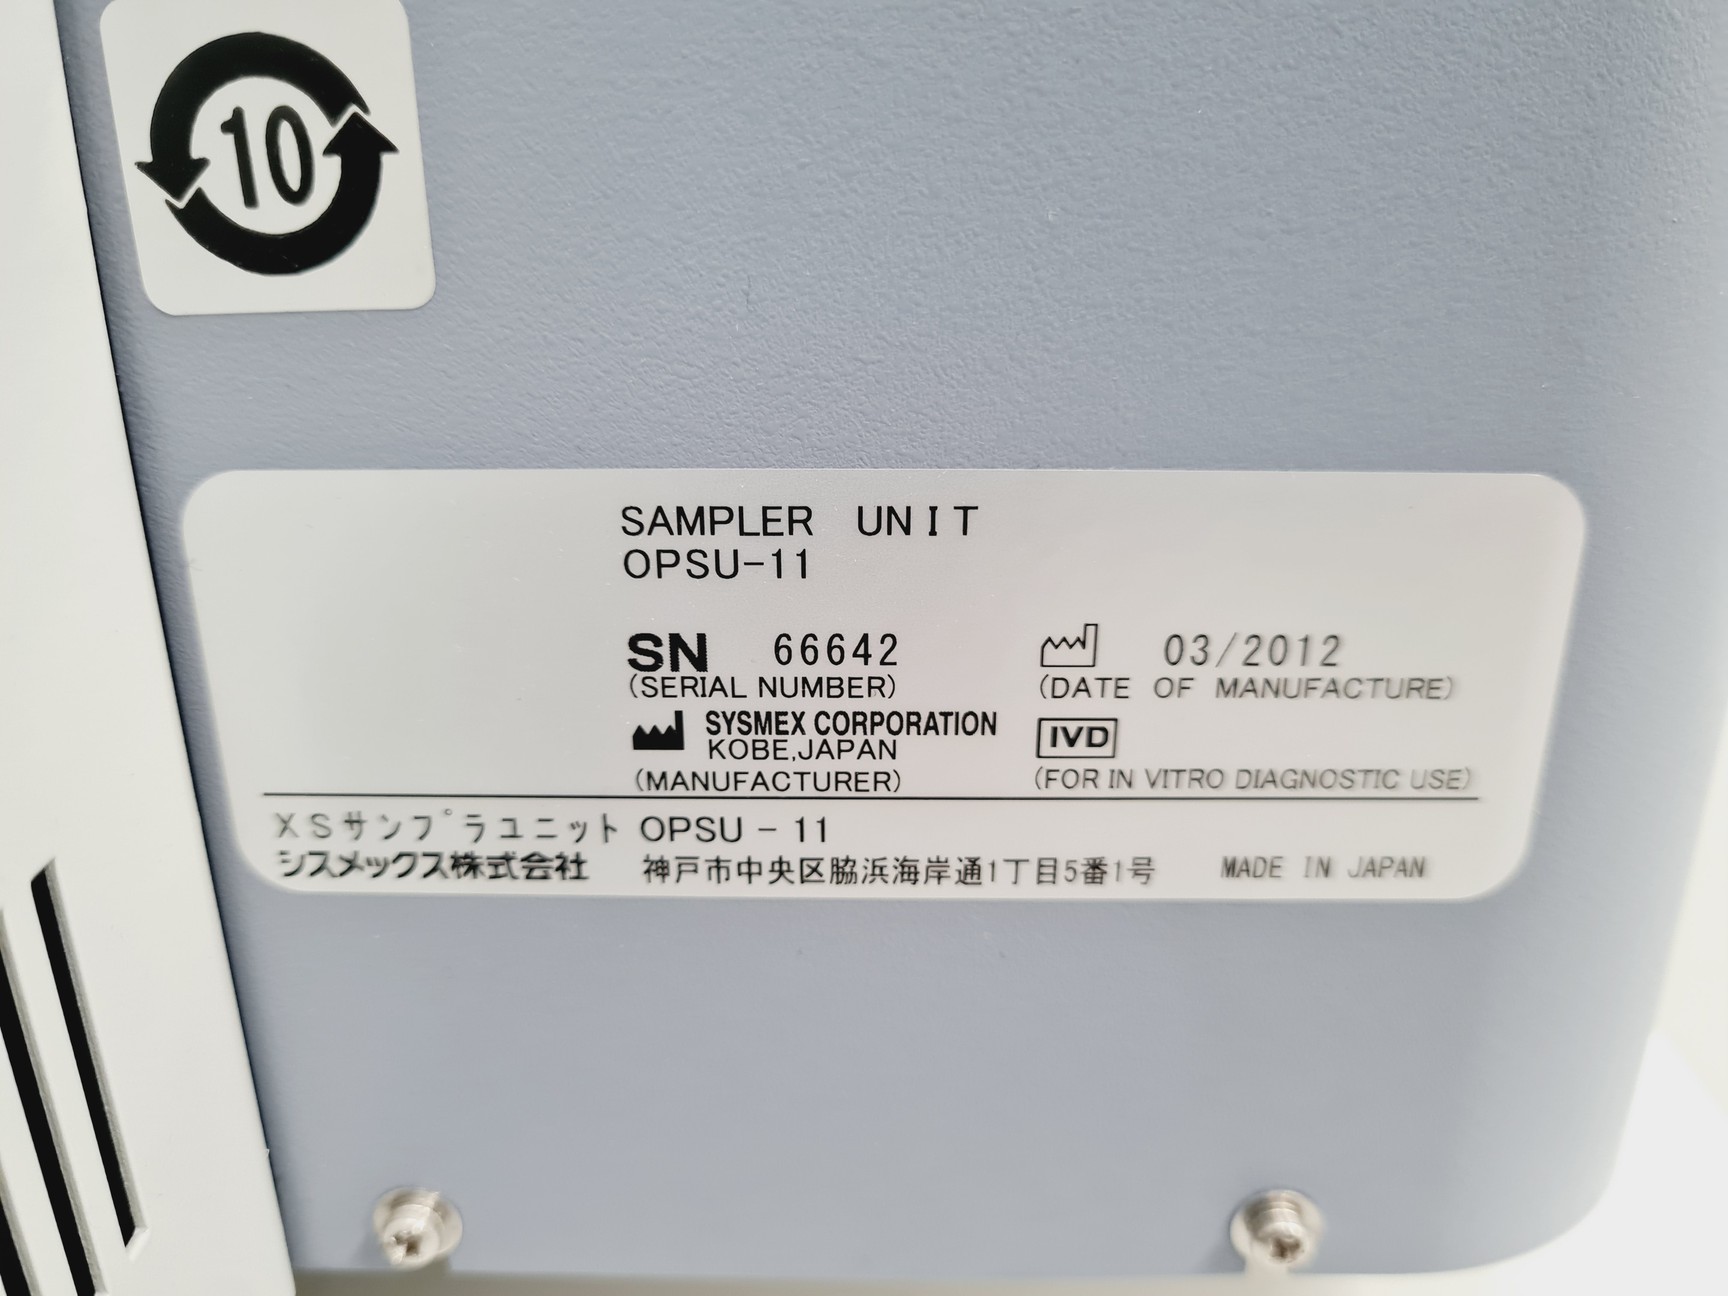 10
SAMPLER UNIT
OPSU-11
SN 66642 03/2012
(SERIAL NUMBER) (DATE OF MANUFACTURE)
SYSMEX CORPORATION IVD
KOBE,JAPAN
(MANUFACTURER) (FOR IN VITRO DIAGNOSTIC USE)
XSサンプラユニット OPSU-11
シスメックス株式会社 神戸市中央区脇浜海岸通1丁目5番1号 MADE IN JAPAN